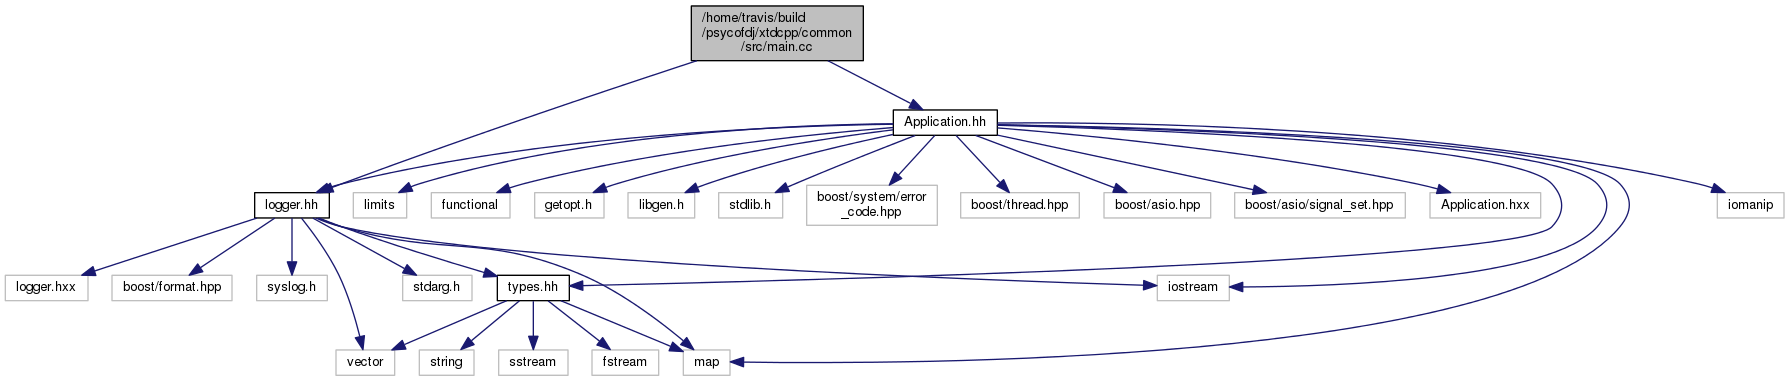 /home/travis/build
/psycofdj/xtdcpp/common
/src/main.cc
Application.hh
logger.hh
limits
functional
getopt.h
libgen.h
stdlib.h
boost/system/error
_code.hpp
boost/thread.hpp
boost/asio.hpp
boost/asio/signal_set.hpp
Application.hxx
iomanip
logger.hxx
boost/format.hpp
syslog.h
stdarg.h
types.hh
iostream
vector
string
sstream
fstream
map